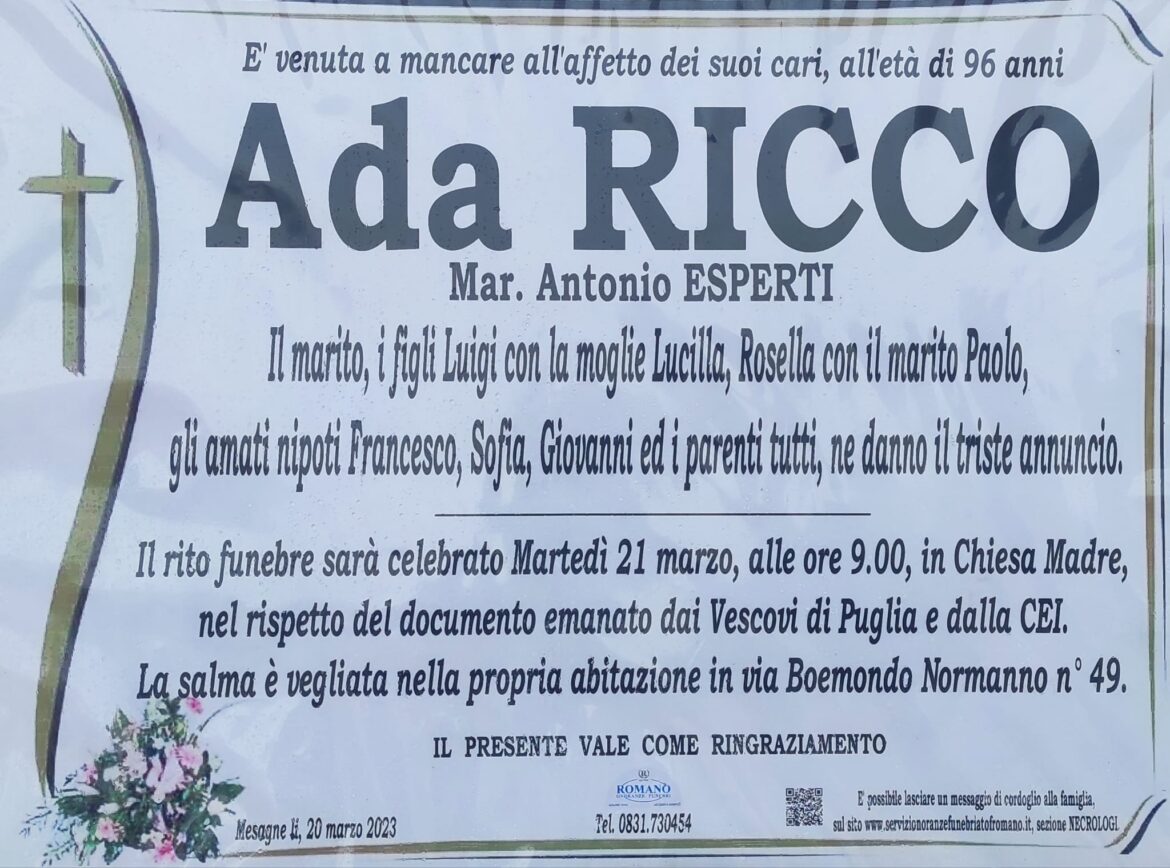 E' venuta a mancare all'affetto dei suoi cari, all'età di 96 anni
Ada RICCO
Mar. Antonio ESPERTI
Il marito, i figli Luigi con la moglie Lucilla, Rosella con il marito Paolo,
gli amati nipoti Francesco, Sofia, Giovanni ed i parenti tutti, ne danno il triste annuncio.
Il rito funebre sarà celebrato Martedì 21 marzo, alle ore 9.00, in Chiesa Madre,
nel rispetto del documento emanato dai Vescovi di Puglia e dalla CEI.
La salma è vegliata nella propria abitazione in via Boemondo Normanno n° 49.
IL PRESENTE VALE COME RINGRAZIAMENTO
R
ROMANO
ONORANZE FUNEBRI
Mesagne lì, 20 marzo 2023
Tel. 0831.730454
E' possibile lasciare un messaggio di cordoglio alla famiglia,
sul sito www.servizionoranzefunebriatofromano.it, sezione NECROLOGI.